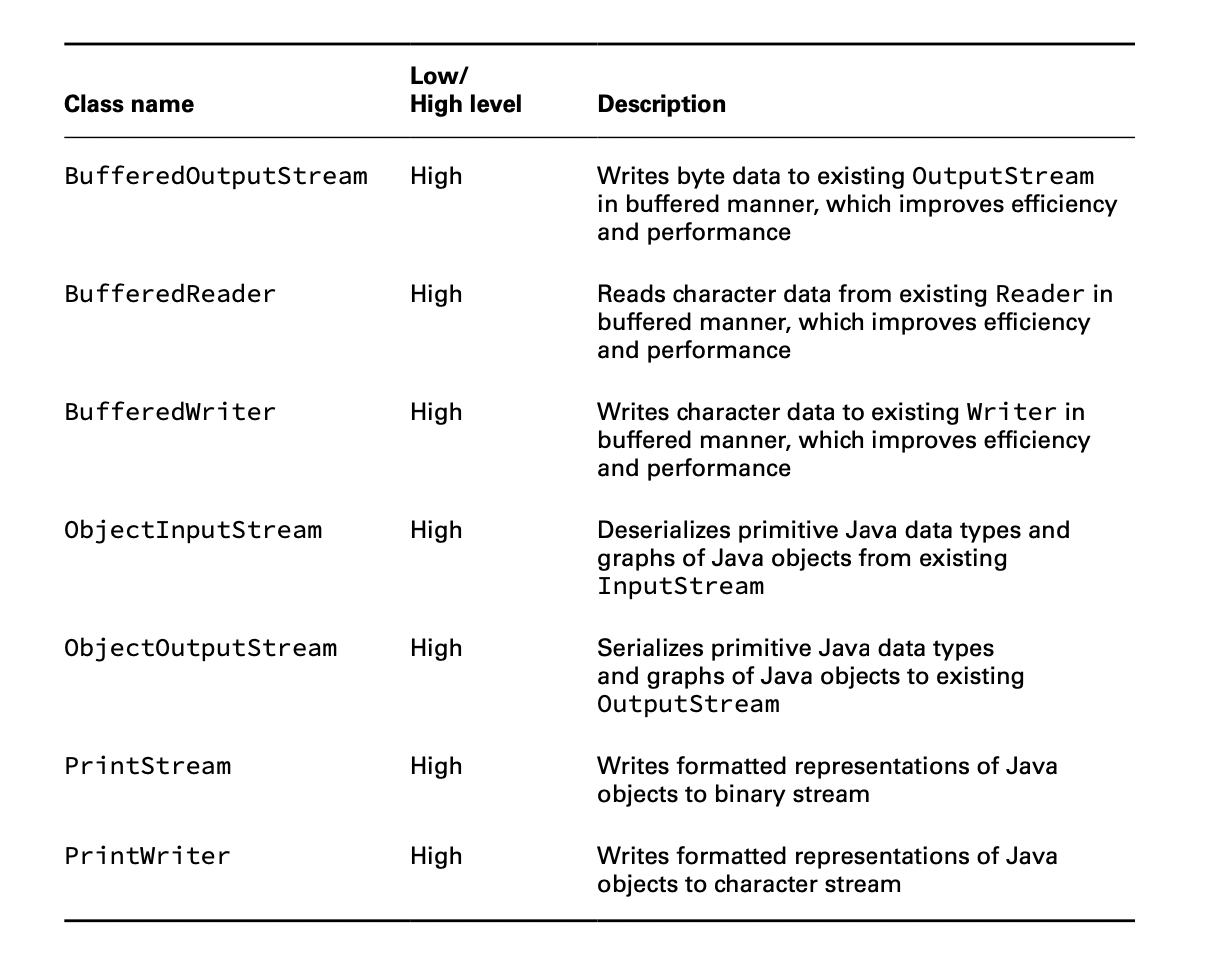 Low/
Class name High level Description
BufferedOutputStream High Writes byte data to existing OutputStream
in buffered manner, which improves efficiency
and performance
BufferedReader High Reads character data from existing Reader in
buffered manner, which improves efficiency
and performance
BufferedWriter High Writes character data to existing Writer in
buffered manner, which improves efficiency
and performance
ObjectInputStream High Deserializes primitive Java data types and
graphs of Java objects from existing
InputStream
ObjectOutputStream High Serializes primitive Java data types
and graphs of Java objects to existing
OutputStream
PrintStream High Writes formatted representations of Java
objects to binary stream
PrintWriter High Writes formatted representations of Java
objects to character stream